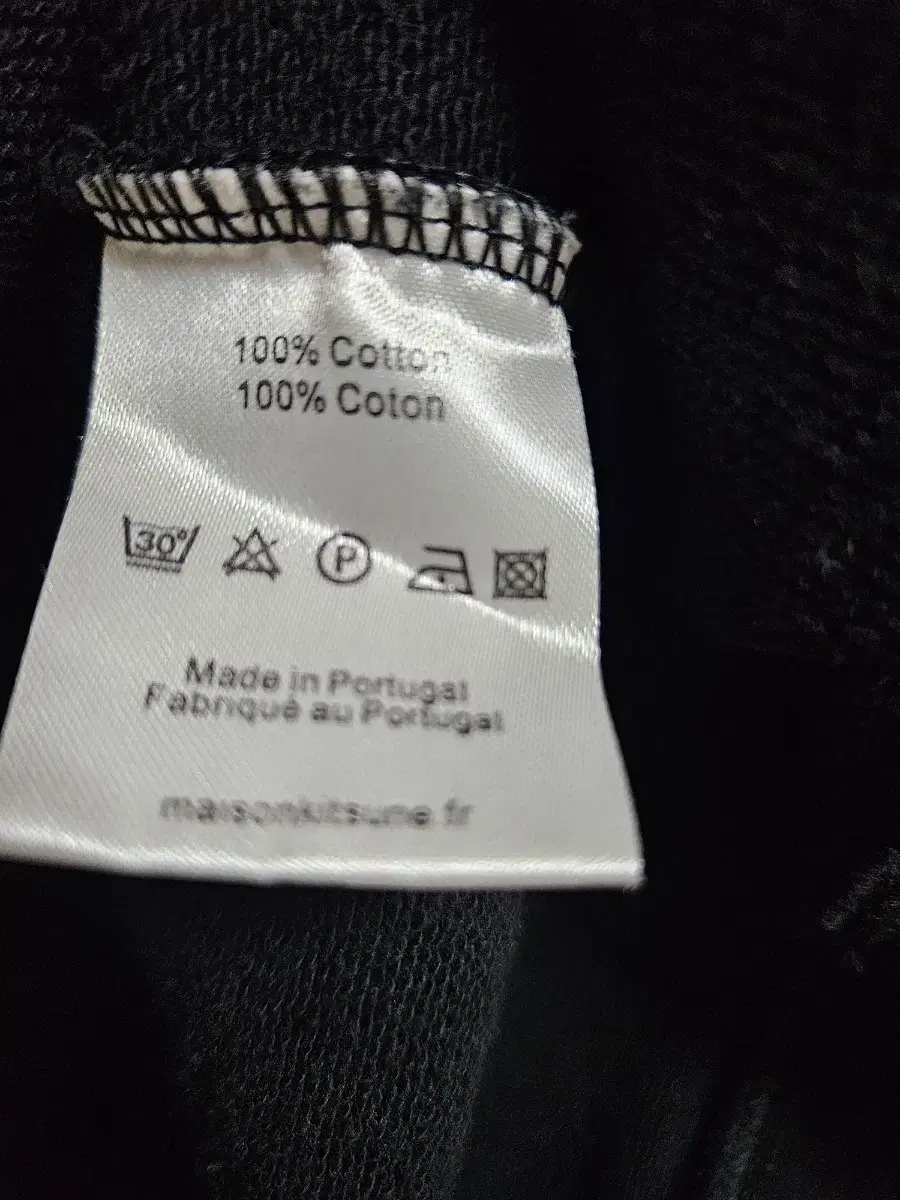 100% Cotton
100% Coton
30° P
Made in Portugal
Fabriqué au Portugal
maisonkitsune.fr